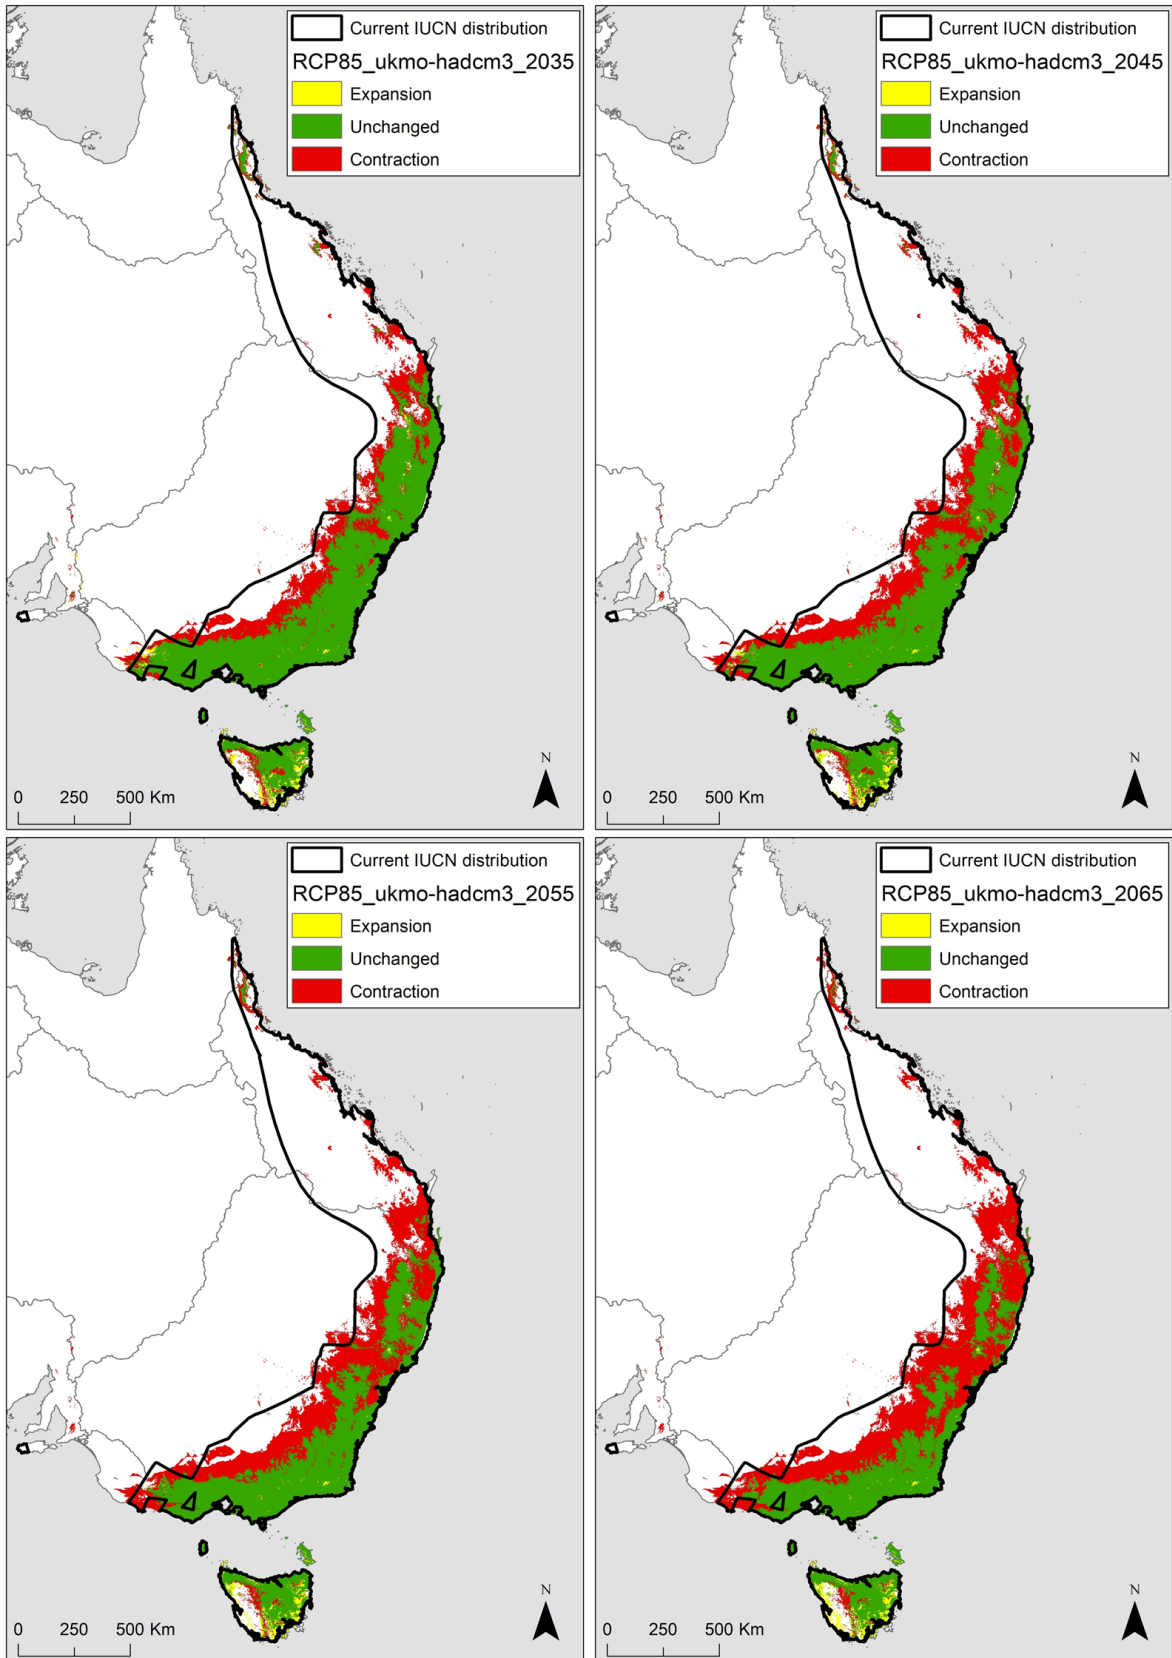 Current IUCN distribution
RCP85_ukmo-hadcm3_2035
Expansion
Unchanged
Contraction
N
0 250 500 Km
Current IUCN distribution
RCP85_ukmo-hadcm3_2045
Expansion
Unchanged
Contraction
N
0 250 500 Km
Current IUCN distribution
RCP85_ukmo-hadcm3_2055
Expansion
Unchanged
Contraction
N
0 250 500 Km
Current IUCN distribution
RCP85_ukmo-hadcm3_2065
Expansion
Unchanged
Contraction
N
0 250 500 Km